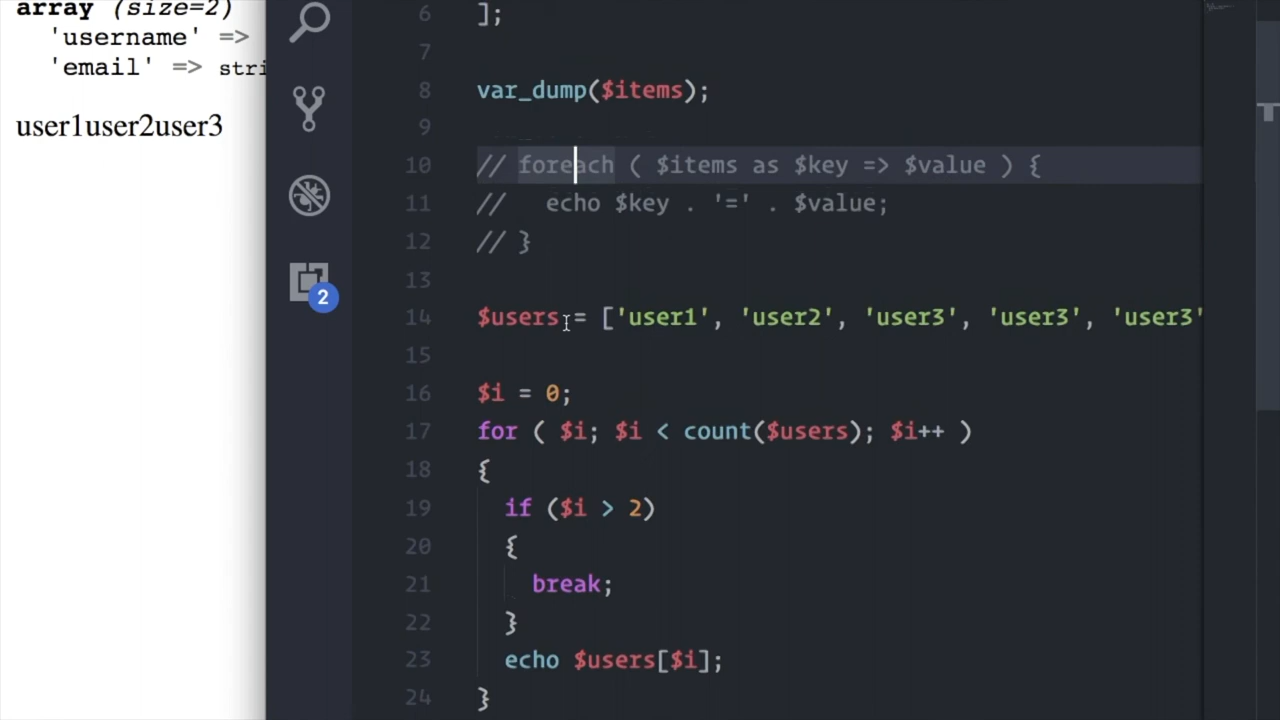 array (size=2)
'username' =>
'email' => stri
user1user2user3
2
6 ];
7
8 var_dump($items);
9
10 // foreach ( $items as $key => $value ) {
11 //   echo $key . '=' . $value;
12 // }
13
14 $users = ['user1', 'user2', 'user3', 'user3', 'user3'
15
16 $i = 0;
17 for ( $i; $i < count($users); $i++ )
18 {
19   if ($i > 2)
20   {
21     break;
22   }
23   echo $users[$i];
24 }